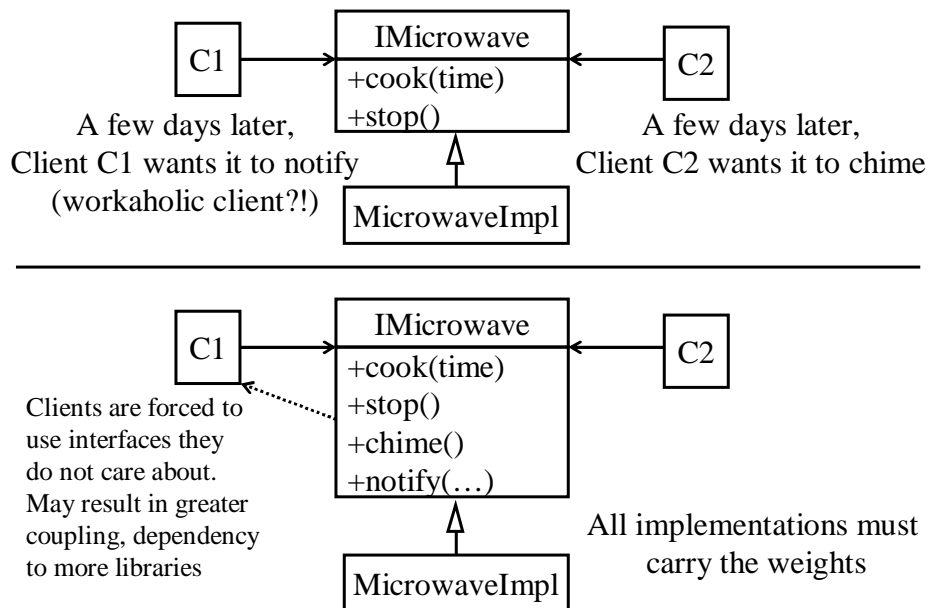 C1
IMicrowave
+cook(time)
+stop()
C2
A few days later,
Client C1 wants it to notify
(workaholic client?!)
A few days later,
Client C2 wants it to chime
MicrowaveImpl
C1
IMicrowave
+cook(time)
+stop()
+chime()
+notify(…)
C2
Clients are forced to
use interfaces they
do not care about.
May result in greater
coupling, dependency
to more libraries
All implementations must
carry the weights
MicrowaveImpl